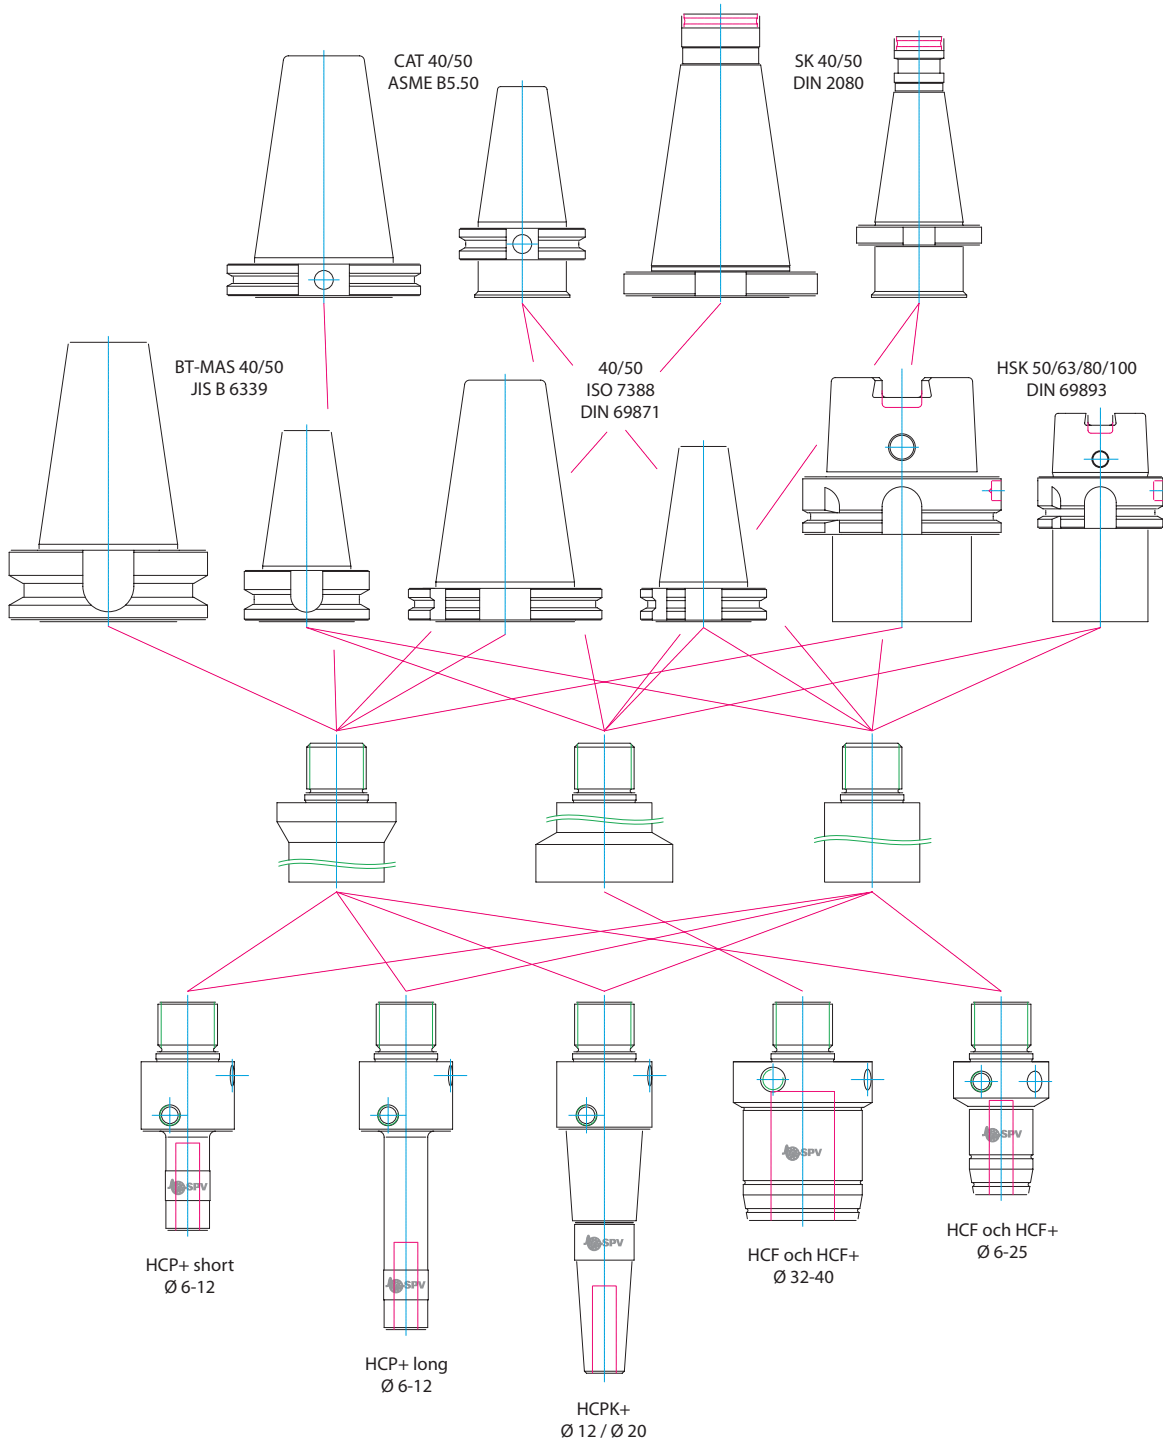 CAT 40/50
ASME B5.50
SK 40/50
DIN 2080
BT-MAS 40/50
JIS B 6339
40/50
ISO 7388
DIN 69871
HSK 50/63/80/100
DIN 69893
SPV
SPV
SPV
SPV
SPV
HCP+ short
Ø 6-12
HCP+ long
Ø 6-12
HCPK+
Ø 12 / Ø 20
HCF och HCF+
Ø 32-40
HCF och HCF+
Ø 6-25